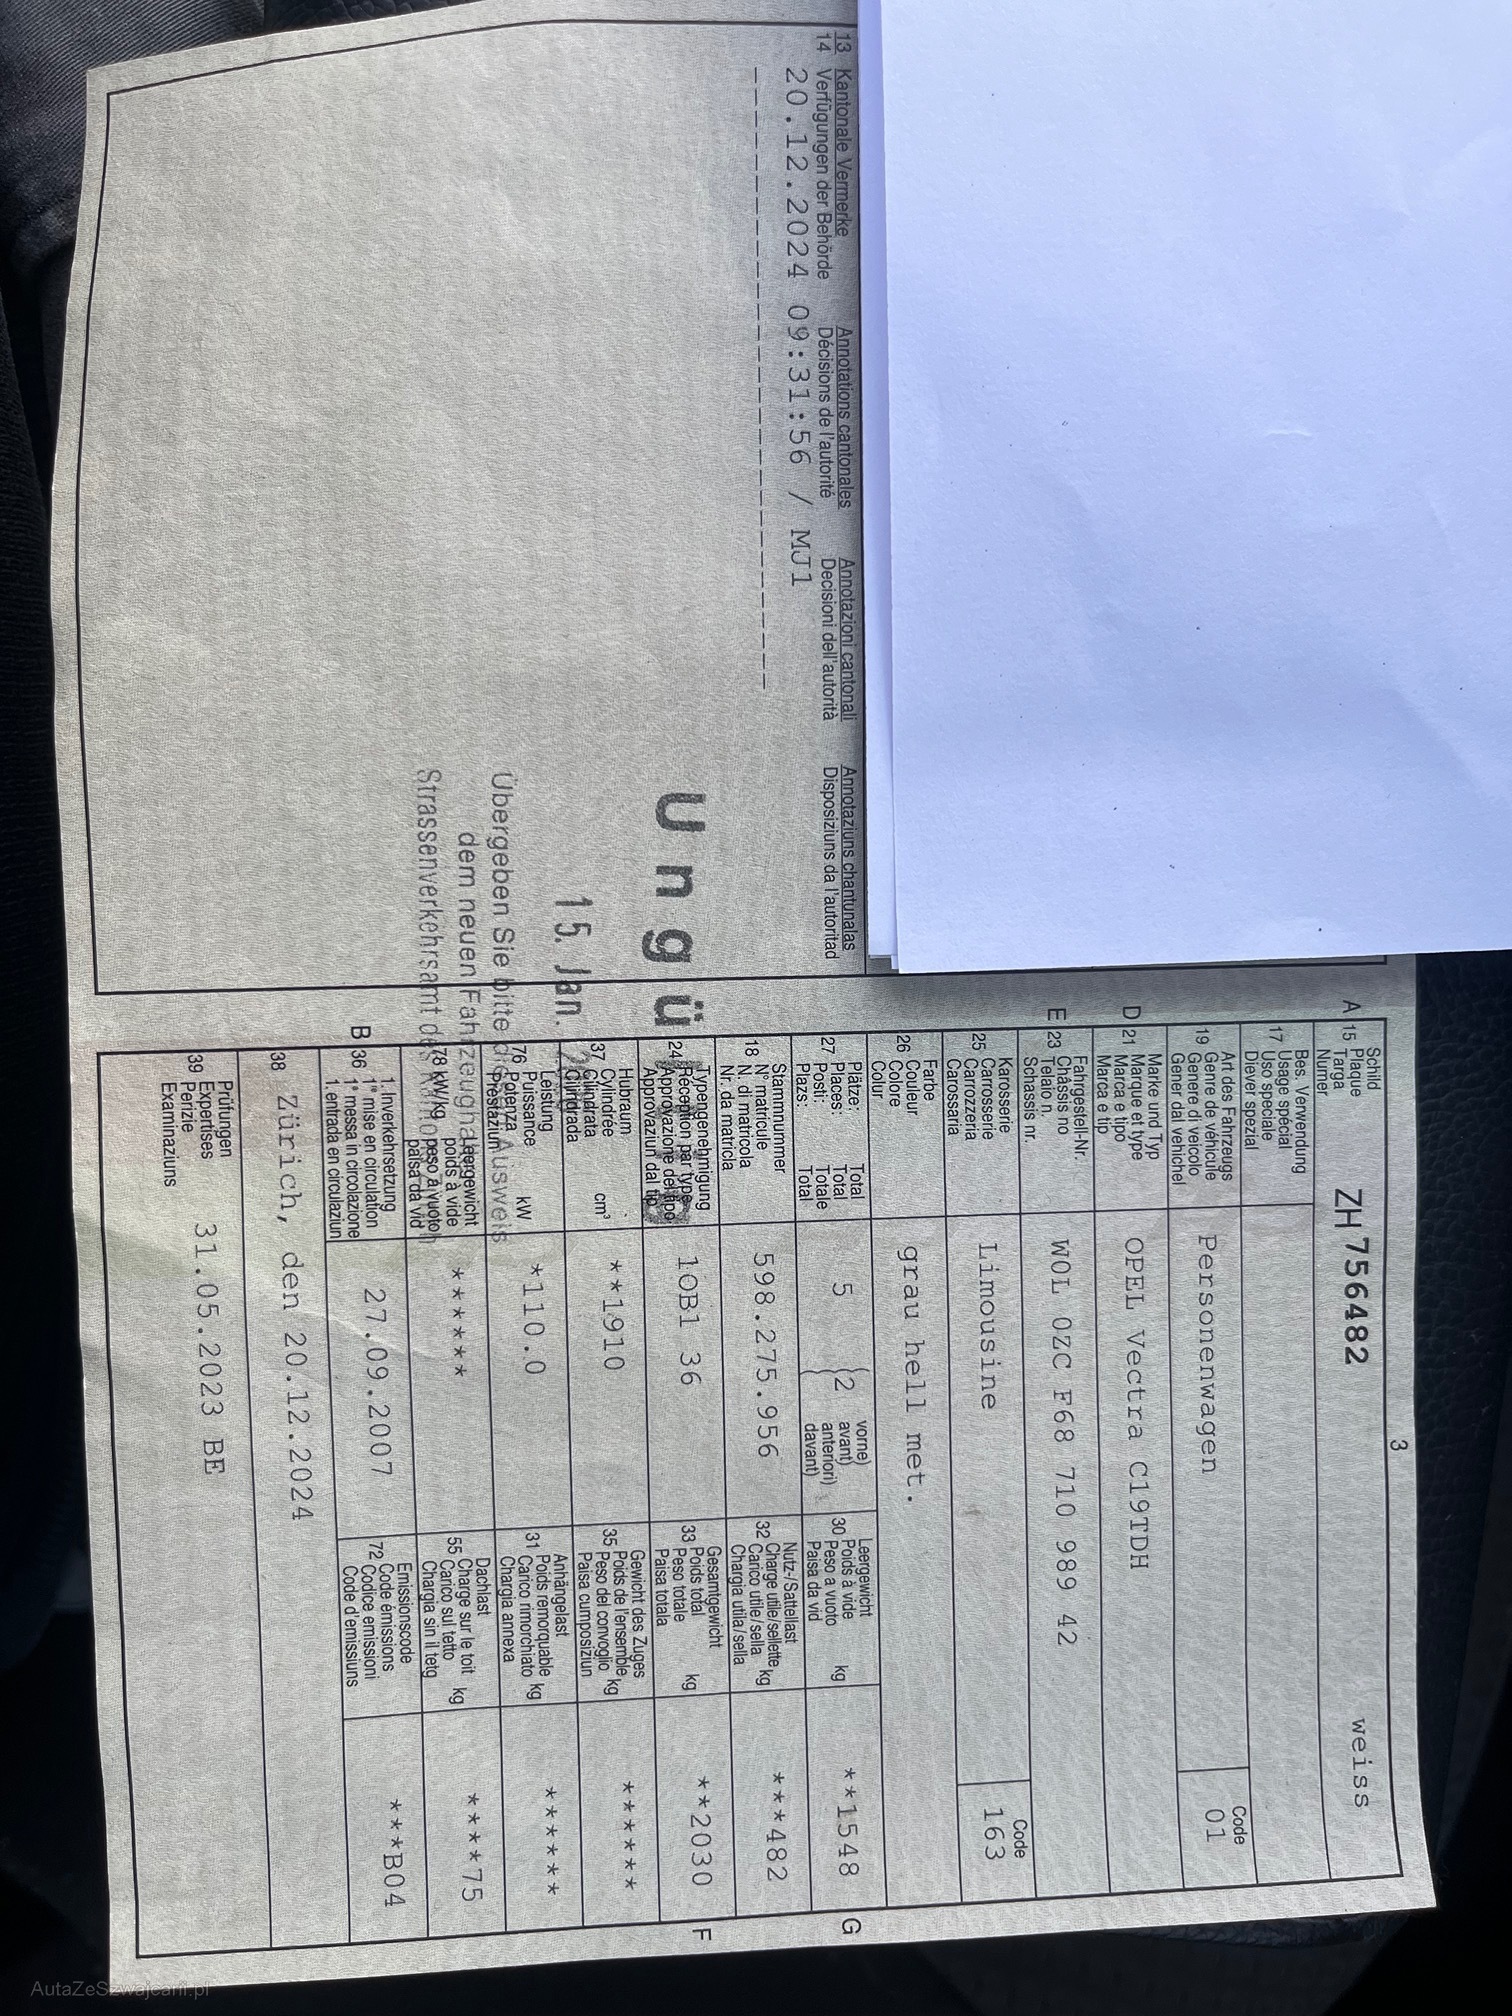 3
A 15 Schild Plaque Targa Numer ZH 756482 weiss
17 Bes. Verwendung Usage spécial Uso speciale Diever spezial
19 Art des Fahrzeugs Genre de véhicule Genere di veicolo Gener dal vehichel Personenwagen Code 01
D 21 Marke und Typ Marque et type Marca e tipo Marca e tip OPEL Vectra C19TDH
E 23 Fahrgestell-Nr. Châssis no Telaio n. Schassis nr. WOL 0ZC F68 710 989 42
25 Karosserie Carrosserie Carrozzeria Carossaria Limousine Code 163
26 Farbe Couleur Colore Colur grau hell met.
27 Plätze: Total Places: Total Posti: Totale Plazs: Total 5 (2 vorne) avant) anteriori) davant)
30 Leergewicht Poids à vide Peso a vuoto Paisa da vid kg **1548 G
18 Stammnummer N° matricule N. di matricola Nr. da matricla 598.275.956
32 Nutz-/Sattellast Charge utile/sellette Carico utile/sella Chargia utila/sella kg ***482
24 Typengenehmigung Réception par type Approvazione del tipo Approvaziun dal tip 1OB1 36
33 Gesamtgewicht Poids total Peso totale Paisa totala kg **2030 F
37 Hubraum Cylindrée Cilindrata Cilindrada cm³ **1910
35 Gewicht des Zuges Poids de l'ensemble Peso del convoglio Paisa cumposiziun kg ******
76 Leistung Puissance Potenza Prestaziun kW *110.0
31 Anhängelast Poids remorquable Carico rimorchiato Chargia annexa kg ******
78 kW/kg Leergewicht poids à vide peso a vuoto paisa da vid ******
55 Dachlast Charge sur le toit Carico sul tetto Chargia sin il tetg kg ****75
B 36 1. Inverkehrsetzung 1re mise en circulation 1a messa in circolazione 1. entrada en circulaziun 27.09.2007
72 Emissionscode Code émissions Codice emissioni Code d'emissiuns ***B04
38 Zürich, den 20.12.2024
39 Prüfungen Expertises Perizie Examinaziuns 31.05.2023 BE
13 Kantonale Vermerke Annotations cantonales Annotazioni cantonali Annotaziuns chantunalas
14 Verfügungen der Behörde Décisions de l'autorité Decisioni dell'autorità Disposiziuns da l'autoritad
20.12.2024 09:31:56 / MJ1
Ungü
15. Jan.
Übergeben Sie bitte Ausweis
dem neuen Fahrzeughalter
Strassenverkehrsamt des
AutaZeSzwajcarii.pl